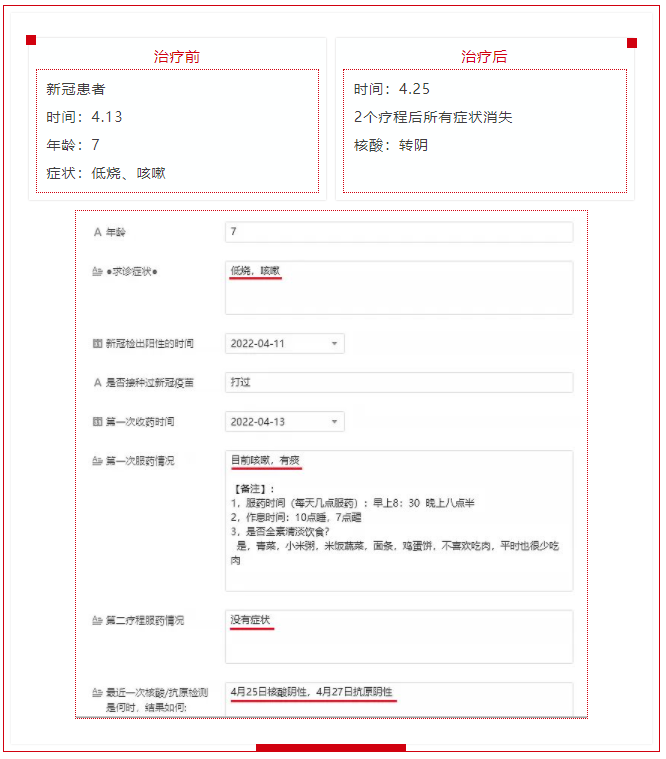 治疗前
新冠患者
时间：4.13
年龄：7
症状：低烧、咳嗽
治疗后
时间：4.25
2个疗程后所有症状消失
核酸：转阴
A 年龄
7
●求诊症状●
低烧，咳嗽
新冠检出阳性的时间
2022-04-11
A 是否接种过新冠疫苗
打过
第一次收药时间
2022-04-13
第一次服药情况
目前咳嗽，有痰
【备注】：
1，服药时间（每天几点服药）：早上8：30 晚上八点半
2，作息时间：10点睡，7点醒
3，是否全素清淡饮食？
是，青菜，小米粥，米饭蔬菜，面条，鸡蛋饼，不喜欢吃肉，平时也很少吃
肉
第二疗程服药情况
没有症状
最近一次核酸/抗原检测
是何时，结果如何:
4月25日核酸阴性，4月27日抗原阴性